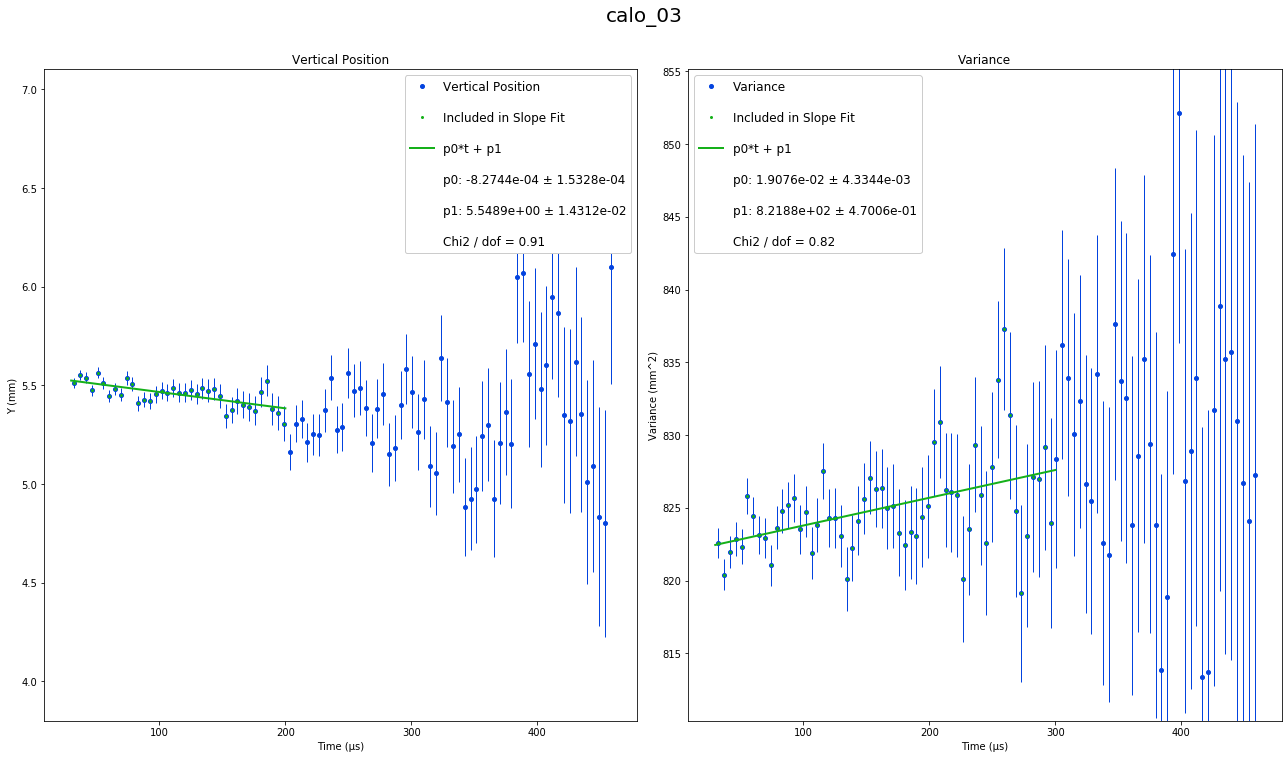 calo_03
Vertical Position
Vertical Position
Included in Slope Fit
p0*t + p1
p0: -8.2744e-04 ± 1.5328e-04
p1: 5.5489e+00 ± 1.4312e-02
Chi2 / dof = 0.91
7.0
6.5
6.0
5.5
5.0
4.5
4.0
Y (mm)
100
200
300
400
Time (μs)
Variance
Variance
Included in Slope Fit
p0*t + p1
p0: 1.9076e-02 ± 4.3344e-03
p1: 8.2188e+02 ± 4.7006e-01
Chi2 / dof = 0.82
855
850
845
840
835
830
825
820
815
Variance (mm^2)
100
200
300
400
Time (μs)